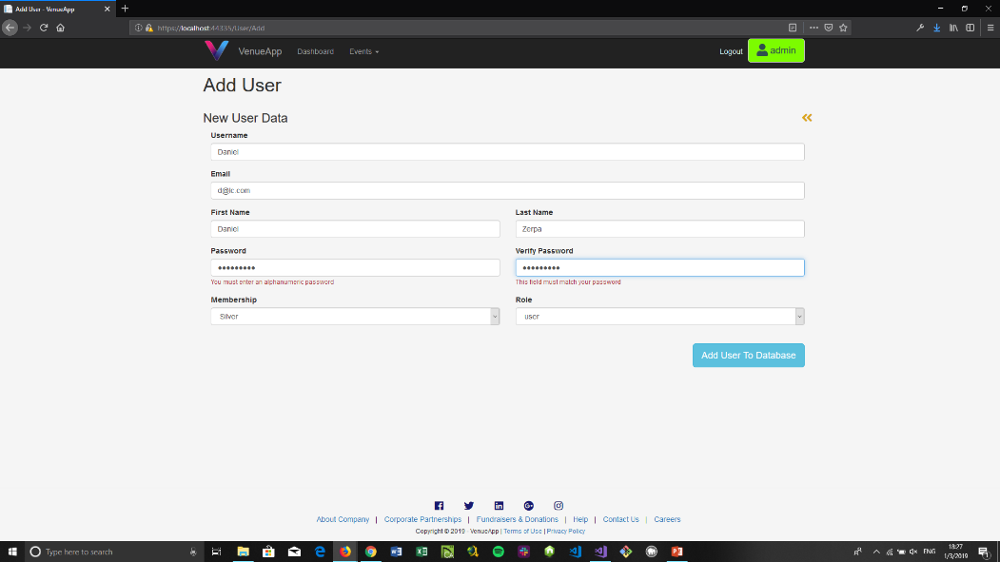 Add User - VenueApp
https://localhost:44335/User/Add
VenueApp Dashboard Events Logout admin
Add User
New User Data
Username
Daniel
Email
d@ic.com
First Name Last Name
Daniel Zerpa
Password Verify Password
You must enter an alphanumeric password This field must match your password
Membership Role
Silver user
Add User To Database
About Company | Corporate Partnerships | Fundraisers & Donations | Help | Contact Us | Careers
Copyright © 2019 - VenueApp | Terms of Use | Privacy Policy
Type here to search
ENG
18:27
1/3/2019